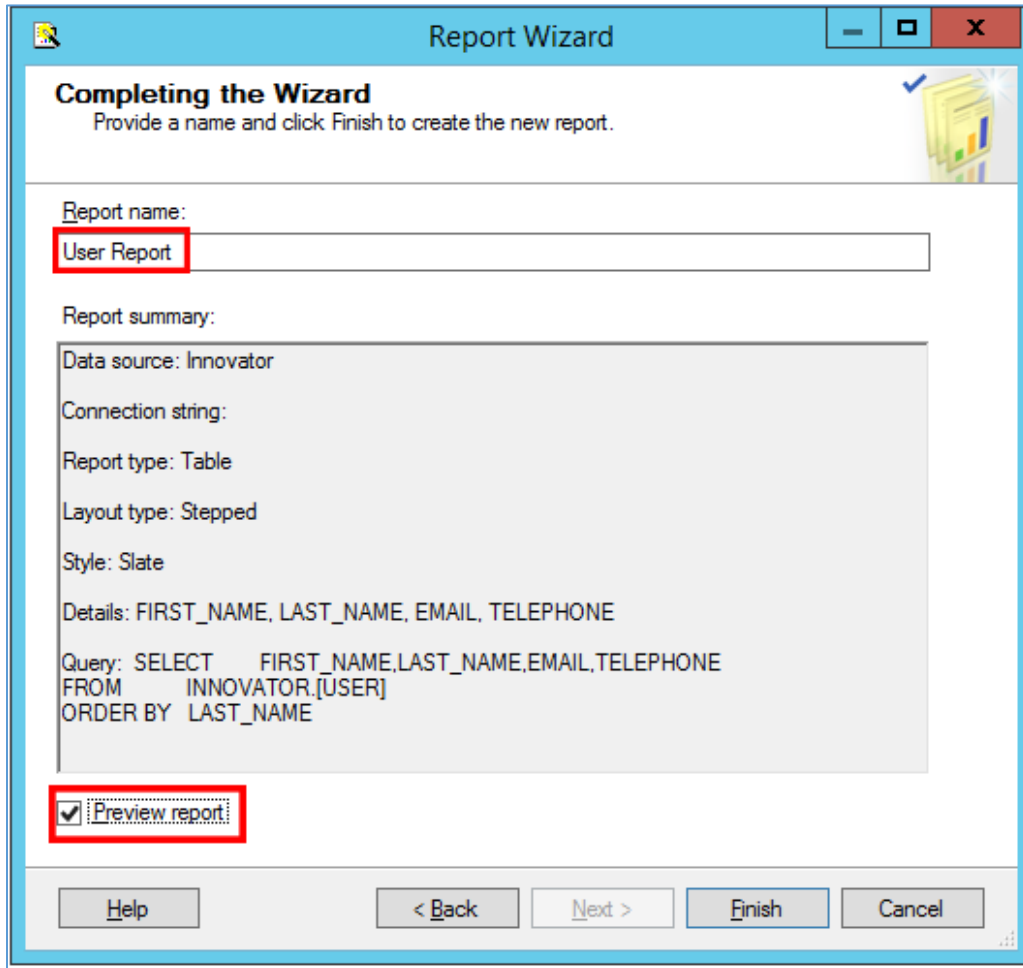 Report Wizard
Completing the Wizard
Provide a name and click Finish to create the new report.
Report name:
User Report
Report summary:
Data source: Innovator
Connection string:
Report type: Table
Layout type: Stepped
Style: Slate
Details: FIRST_NAME, LAST_NAME, EMAIL, TELEPHONE
Query:  SELECT      FIRST_NAME,LAST_NAME,EMAIL,TELEPHONE
FROM         INNOVATOR.[USER]
ORDER BY   LAST_NAME
Preview report
Help < Back Next > Finish Cancel